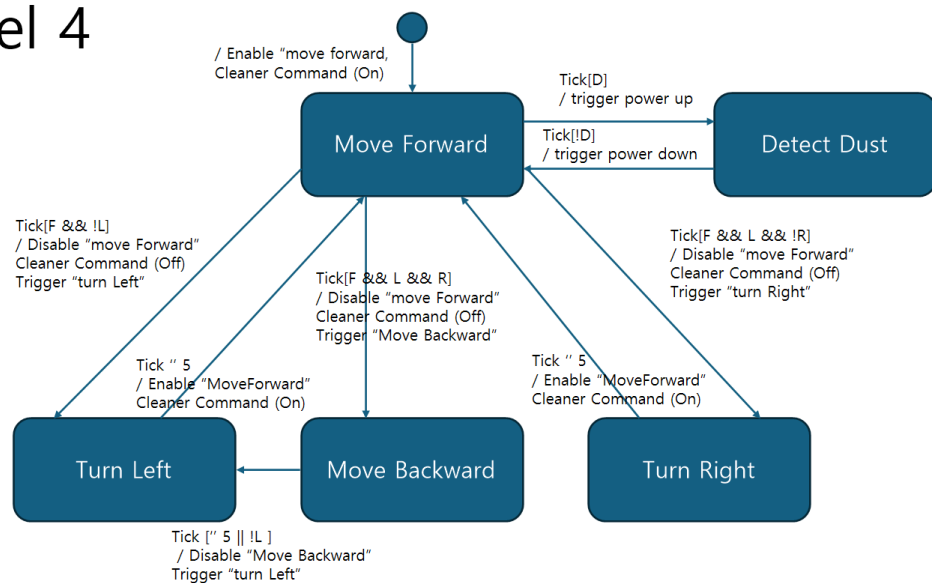 el 4
/ Enable “move forward,
Cleaner Command (On)
Tick[D]
/ trigger power up
Move Forward
Tick[!D]
/ trigger power down
Detect Dust
Tick[F && !L]
/ Disable “move Forward”
Cleaner Command (Off)
Trigger “turn Left”
Tick[F && L && R]
/ Disable “move Forward”
Cleaner Command (Off)
Trigger “Move Backward”
Tick[F && L && !R]
/ Disable “move Forward”
Cleaner Command (Off)
Trigger “turn Right”
Tick ‘’ 5
/ Enable “MoveForward”
Cleaner Command (On)
Tick ‘’ 5
/ Enable “MoveForward”
Cleaner Command (On)
Turn Left
Move Backward
Turn Right
Tick [‘’ 5 || !L ]
/ Disable “Move Backward”
Trigger “turn Left”